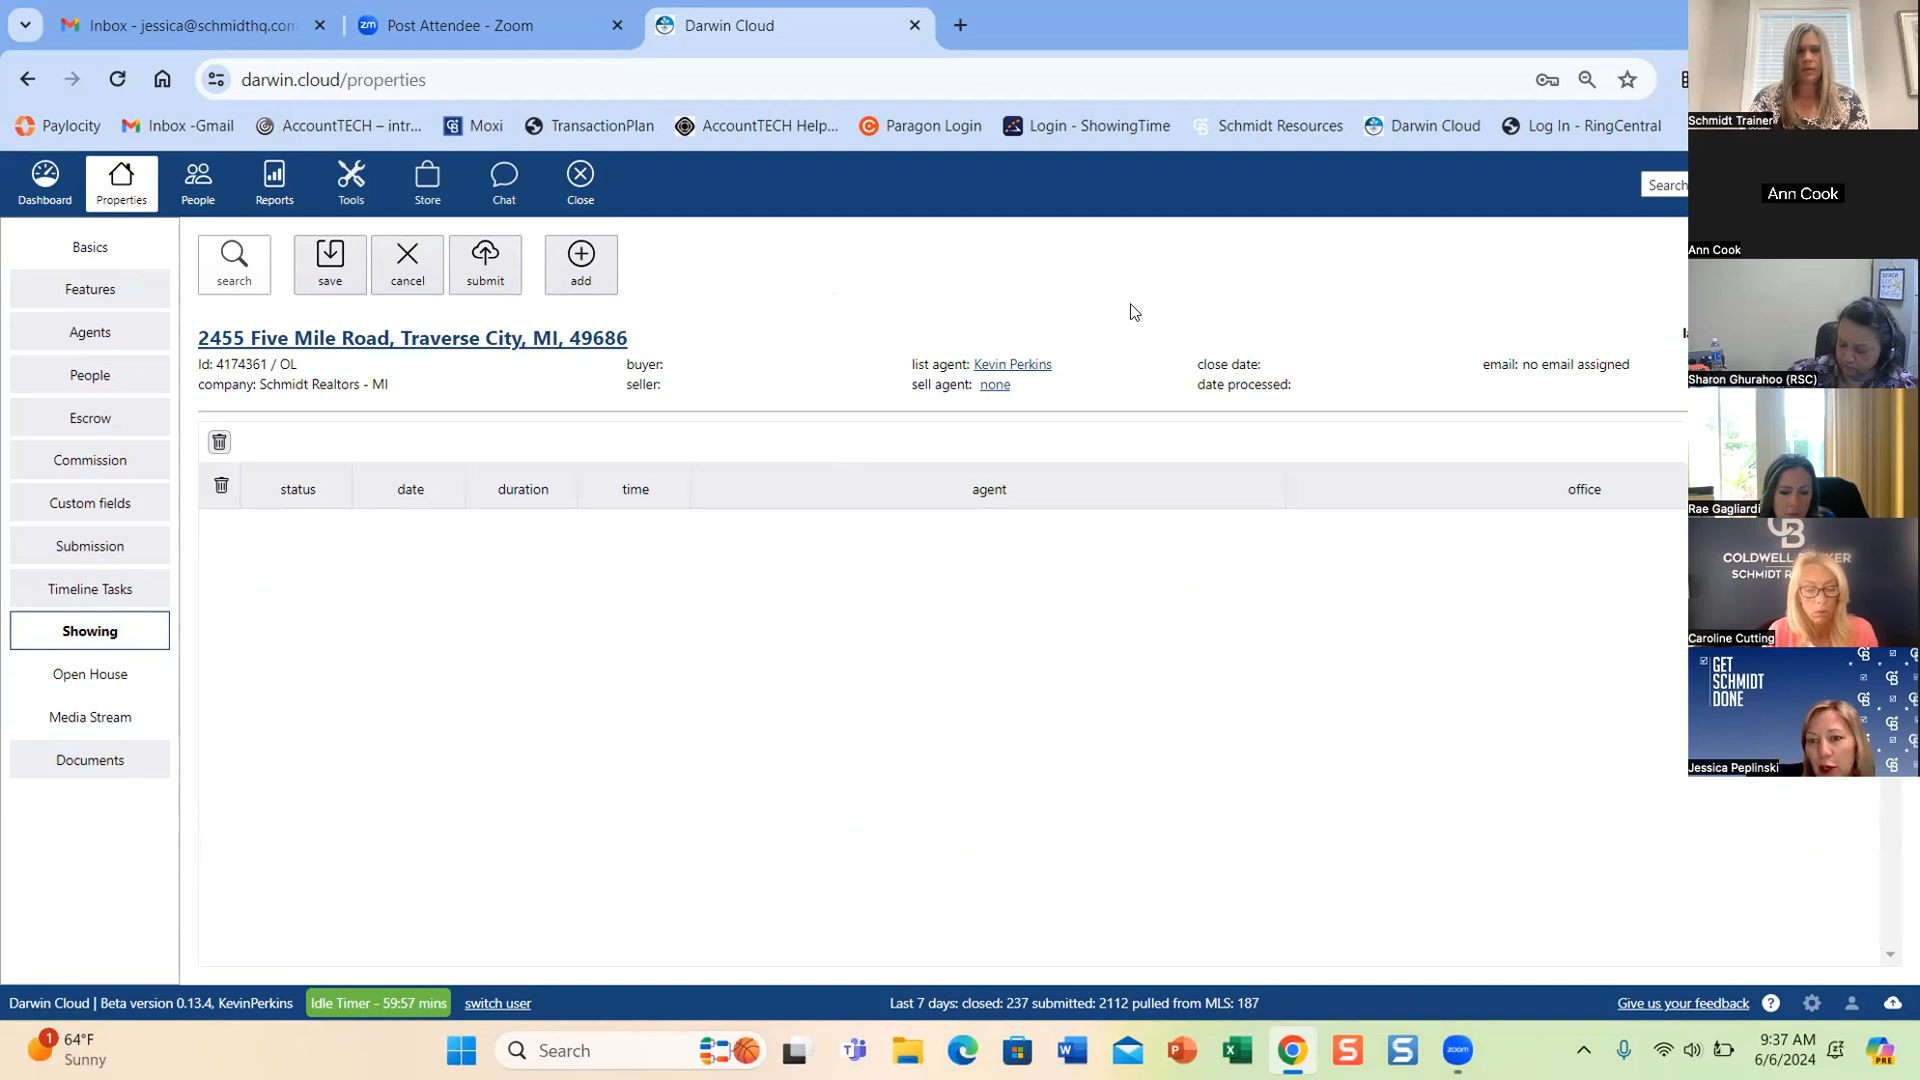 Inbox - jessica@schmidthq.com
Post Attendee - Zoom
Darwin Cloud
darwin.cloud/properties
Paylocity
Inbox -Gmail
AccountTECH – intr...
Moxi
TransactionPlan
AccountTECH Help...
Paragon Login
Login - ShowingTime
Schmidt Resources
Darwin Cloud
Log In - RingCentral
Dashboard
Properties
People
Reports
Tools
Store
Chat
Close
Search
Basics
Features
Agents
People
Escrow
Commission
Custom fields
Submission
Timeline Tasks
Showing
Open House
Media Stream
Documents
search
save
cancel
submit
add
2455 Five Mile Road, Traverse City, MI, 49686
Id: 4174361 / OL
company: Schmidt Realtors - MI
buyer:
seller:
list agent: Kevin Perkins
sell agent: none
close date:
date processed:
email: no email assigned
status
date
duration
time
agent
office
Schmidt Trainer
Ann Cook
Ann Cook
Sharon Ghurahoo (RSC)
Rae Gagliardi
Caroline Cutting
GET
SCHMIDT
DONE
Jessica Peplinski
Darwin Cloud | Beta version 0.13.4, KevinPerkins
Idle Timer - 59:57 mins
switch user
Last 7 days: closed: 237 submitted: 2112 pulled from MLS: 187
Give us your feedback
1
64°F
Sunny
Search
9:37 AM
6/6/2024
PRE